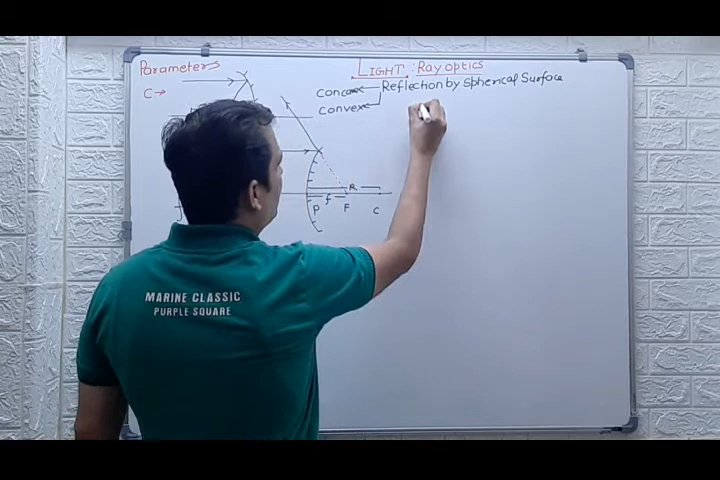 LIGHT : Ray optics
Parameters
C →
Reflection by Spherical Surface
Concave
Convex
R
f
P
F
C
MARINE CLASSIC
PURPLE SQUARE